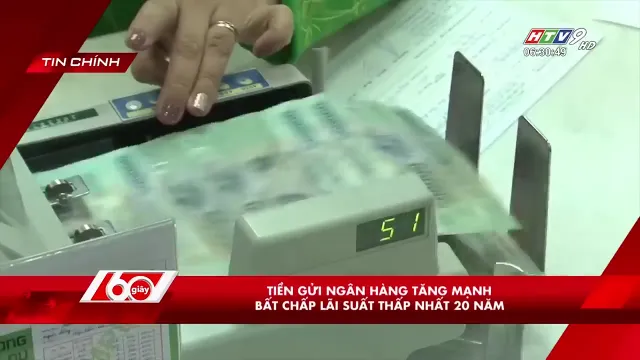 TIN CHÍNH
HTV9 HD
06:30:49
51
60 giây
TIỀN GỬI NGÂN HÀNG TĂNG MẠNH
BẤT CHẤP LÃI SUẤT THẤP NHẤT 20 NĂM